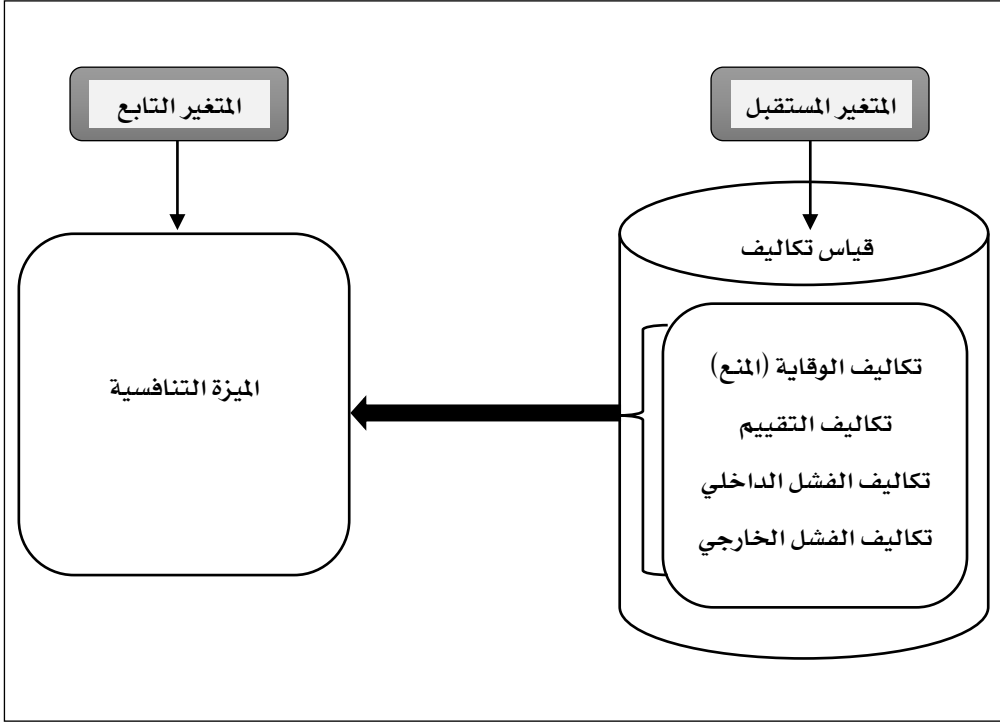 المتغير المستقبل
المتغير التابع
قياس تكاليف
تكاليف الوقاية (المنع)
تكاليف التقييم
تكاليف الفشل الداخلي
تكاليف الفشل الخارجي
الميزة التنافسية